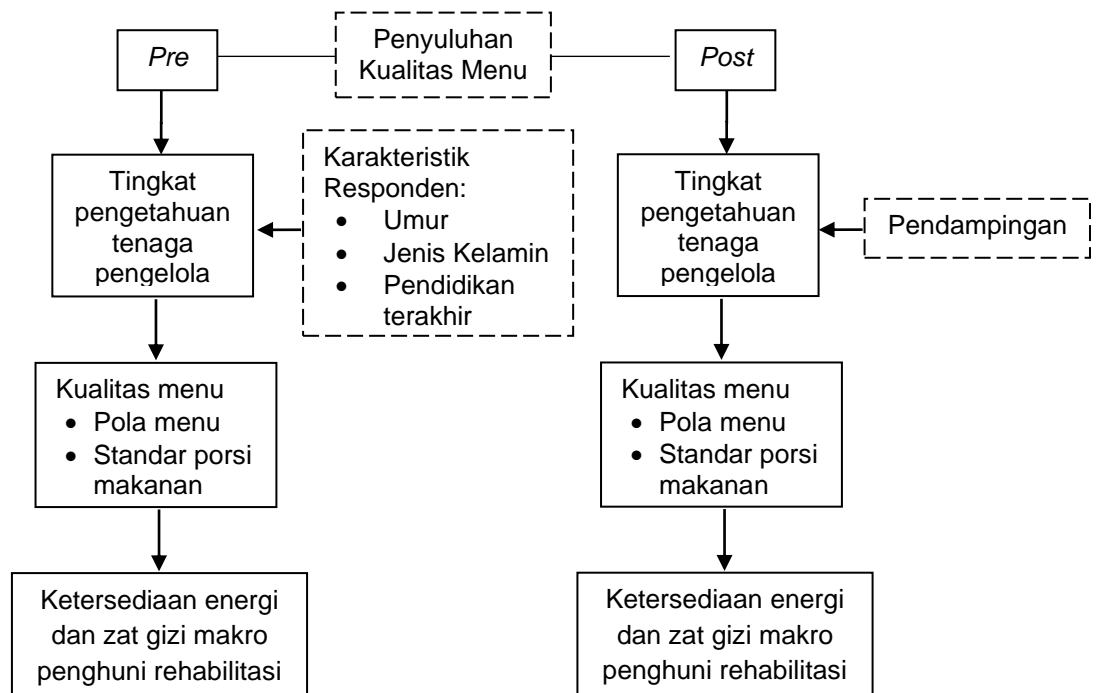 Pre
Penyuluhan
Kualitas Menu
Post
Tingkat
pengetahuan
tenaga
pengelola
Karakteristik
Responden:
• Umur
• Jenis Kelamin
• Pendidikan
terakhir
Tingkat
pengetahuan
tenaga
pengelola
Pendampingan
Kualitas menu
• Pola menu
• Standar porsi
makanan
Kualitas menu
• Pola menu
• Standar porsi
makanan
Ketersediaan energi
dan zat gizi makro
penghuni rehabilitasi
Ketersediaan energi
dan zat gizi makro
penghuni rehabilitasi